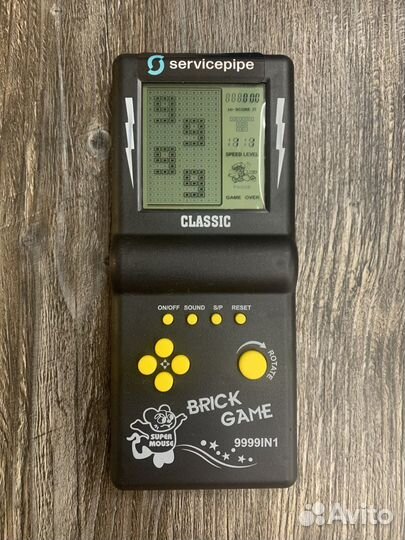 servicepipe
HI-SCORE
SPEED LEVEL
PAUSE
GAME OVER
CLASSIC
ON/OFF SOUND S/P RESET
ROTATE
BRICK
GAME
SUPER
MOUSE
9999IN1
Avito